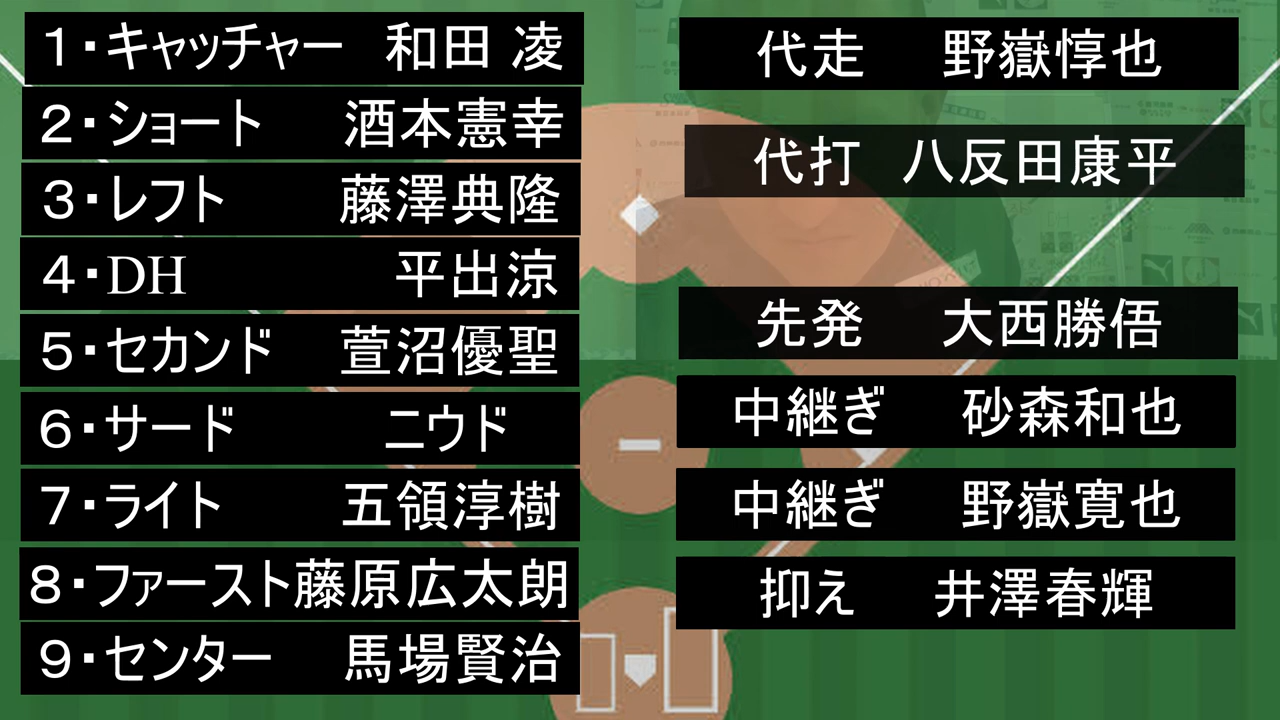 1・キャッチャー 和田 凌
2・ショート 酒本憲幸
3・レフト 藤澤典隆
4・DH 平出涼
5・セカンド 萱沼優聖
6・サード ニウド
7・ライト 五領淳樹
8・ファースト藤原広太朗
9・センター 馬場賢治
代走 野嶽惇也
代打 八反田康平
先発 大西勝俉
中継ぎ 砂森和也
中継ぎ 野嶽寛也
抑え 井澤春輝